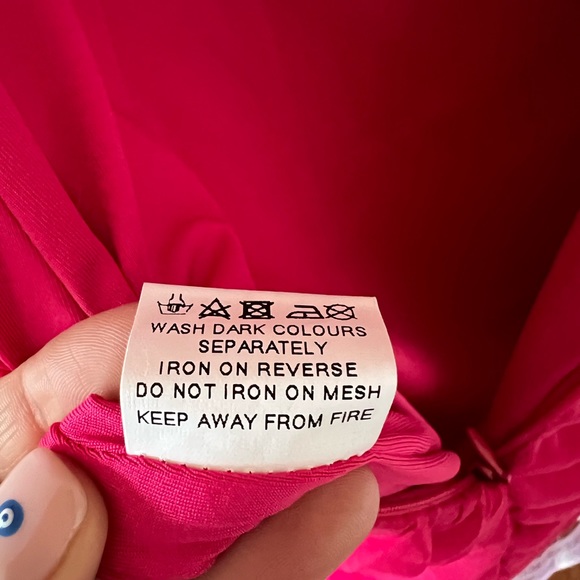 WASH DARK COLOURS
SEPARATELY
IRON ON REVERSE
DO NOT IRON ON MESH
KEEP AWAY FROM FIRE